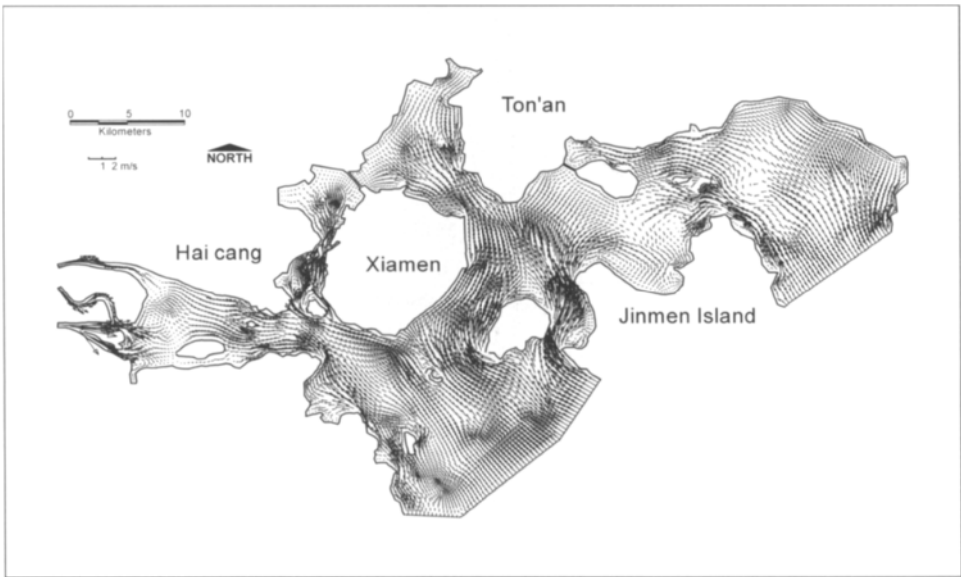 Ton'an
0 5 10
Kilometers
NORTH
1 2 m/s
Hai cang
Xiamen
Jinmen Island